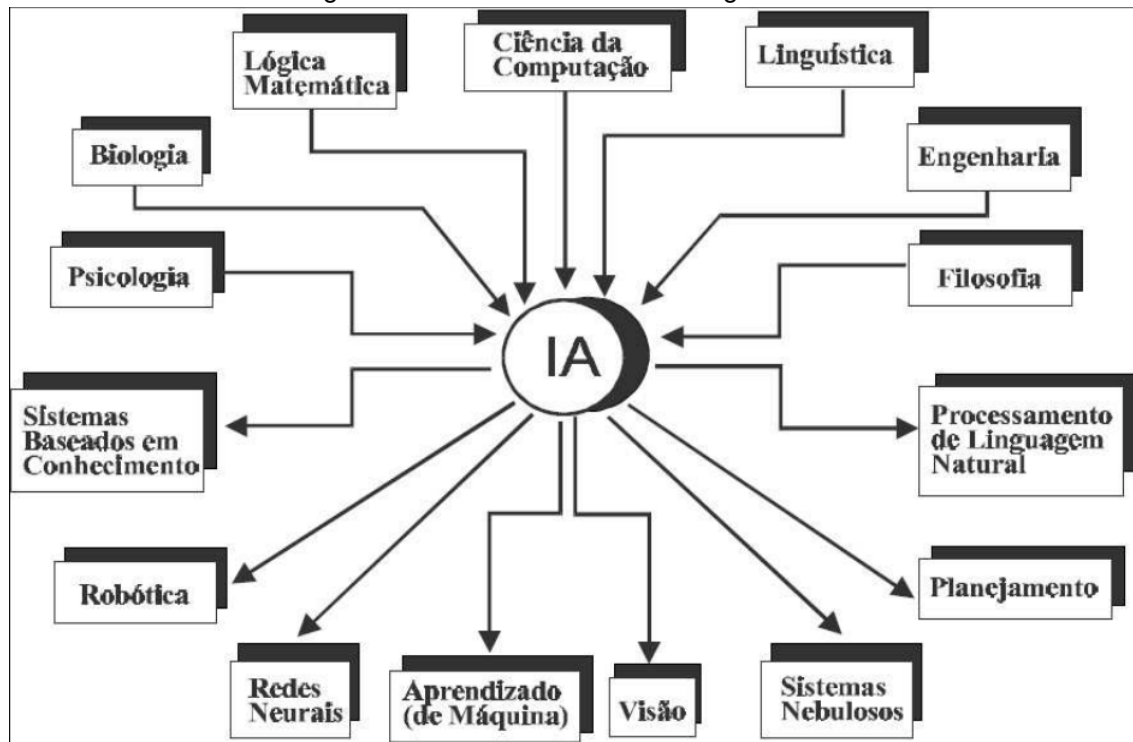 Lógica
Matemática
Ciência da
Computação
Linguística
Biologia
Engenharia
Psicologia
Filosofia
IA
Sistemas
Baseados em
Conhecimento
Processamento
de Linguagem
Natural
Robótica
Planejamento
Redes
Neurais
Aprendizado
(de Máquina)
Visão
Sistemas
Nebulosos